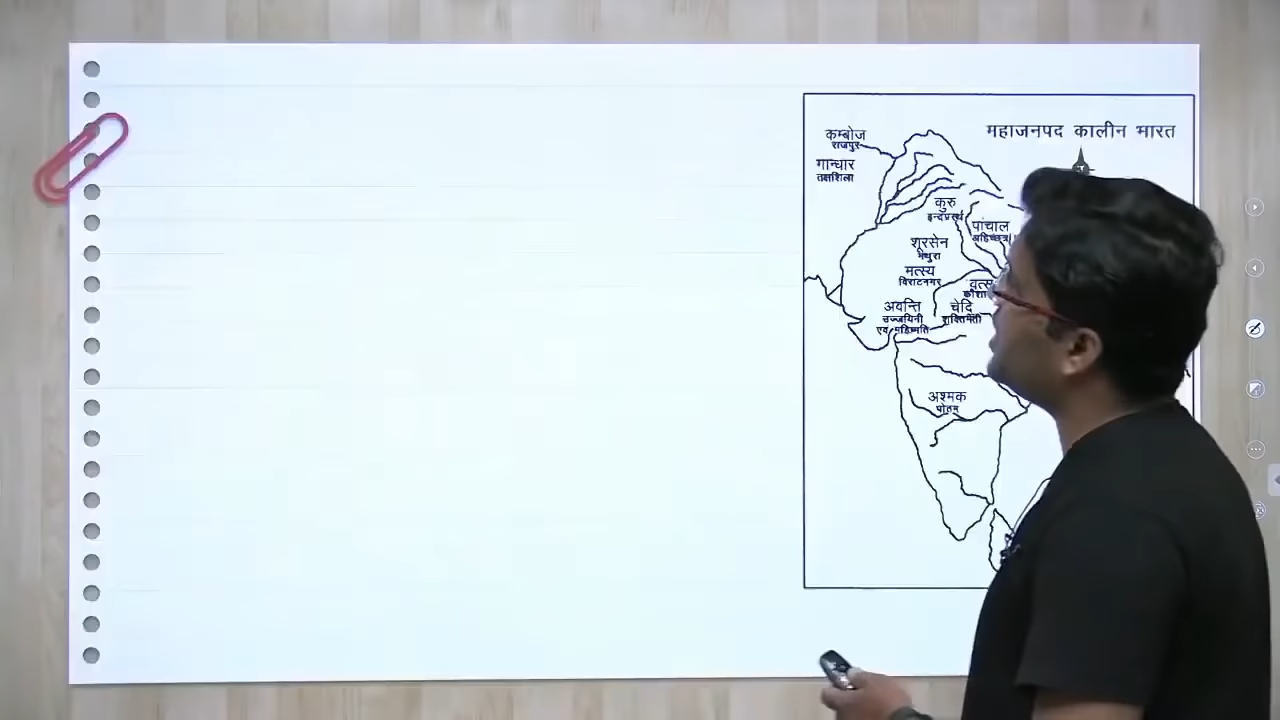 महाजनपद कालीन भारत
कम्बोज
राजपुर
गान्धार
तक्षशिला
कुरु
इन्द्रप्रस्थ
पांचाल
अहिच्छत्र
शूरसेन
मथुरा
मत्स्य
विराटनगर
वत्स
अवन्ति
उज्जयिनी
एवं महिष्मति
चेदि
शक्तिमती
अश्मक
पोतन